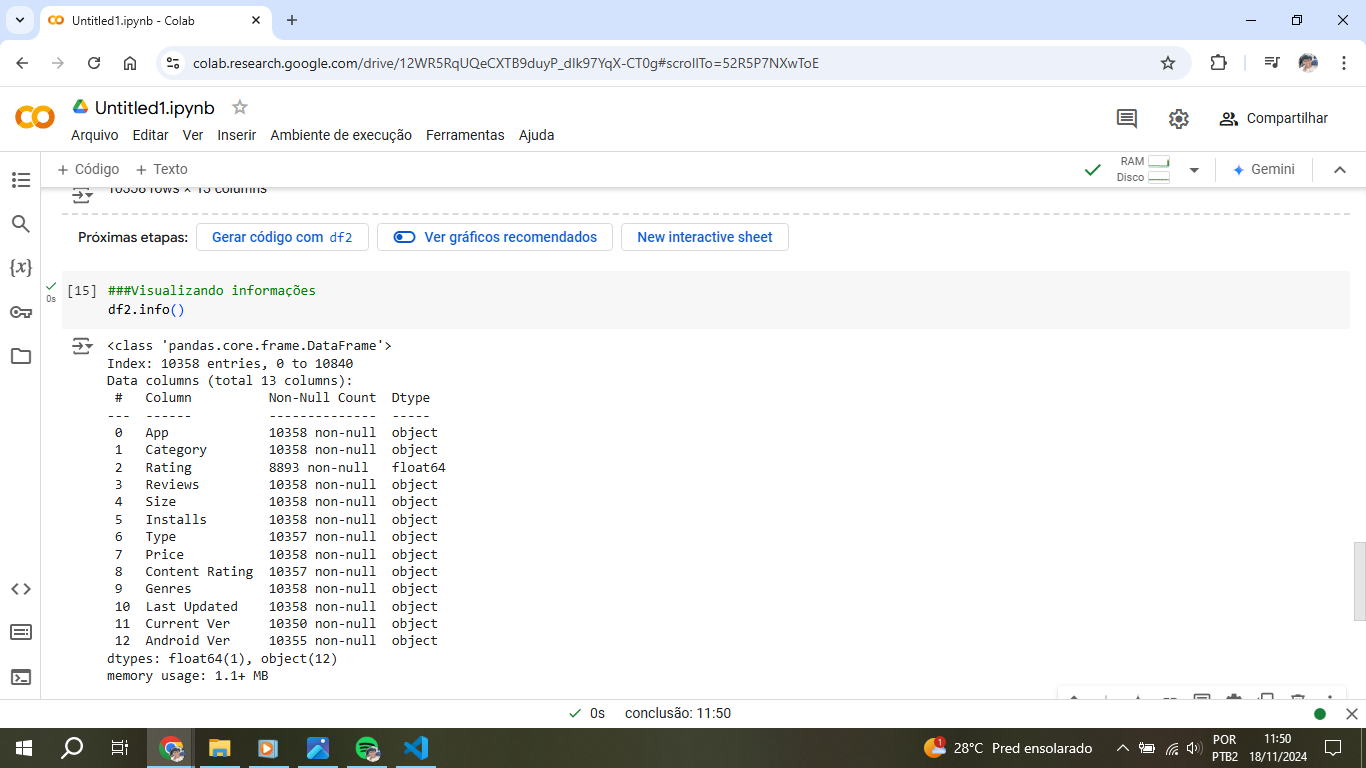 Untitled1.ipynb - Colab
colab.research.google.com/drive/12WR5RqUQeCXTB9duyP_dIk97YqX-CT0g#scrollTo=52R5P7NXwToE
Untitled1.ipynb
Arquivo Editar Ver Inserir Ambiente de execução Ferramentas Ajuda
Compartilhar
+ Código + Texto
RAM
Disco
Gemini
10358 rows × 13 columns
Próximas etapas: Gerar código com df2 Ver gráficos recomendados New interactive sheet
0s
[15] ###Visualizando informações
df2.info()
<class 'pandas.core.frame.DataFrame'>
Index: 10358 entries, 0 to 10840
Data columns (total 13 columns):
# Column Non-Null Count Dtype
--- ------ -------------- -----
0 App 10358 non-null object
1 Category 10358 non-null object
2 Rating 8893 non-null float64
3 Reviews 10358 non-null object
4 Size 10358 non-null object
5 Installs 10358 non-null object
6 Type 10357 non-null object
7 Price 10358 non-null object
8 Content Rating 10357 non-null object
9 Genres 10358 non-null object
10 Last Updated 10358 non-null object
11 Current Ver 10350 non-null object
12 Android Ver 10355 non-null object
dtypes: float64(1), object(12)
memory usage: 1.1+ MB
0s conclusão: 11:50
1
28°C Pred ensolarado
POR
PTB2
11:50
18/11/2024